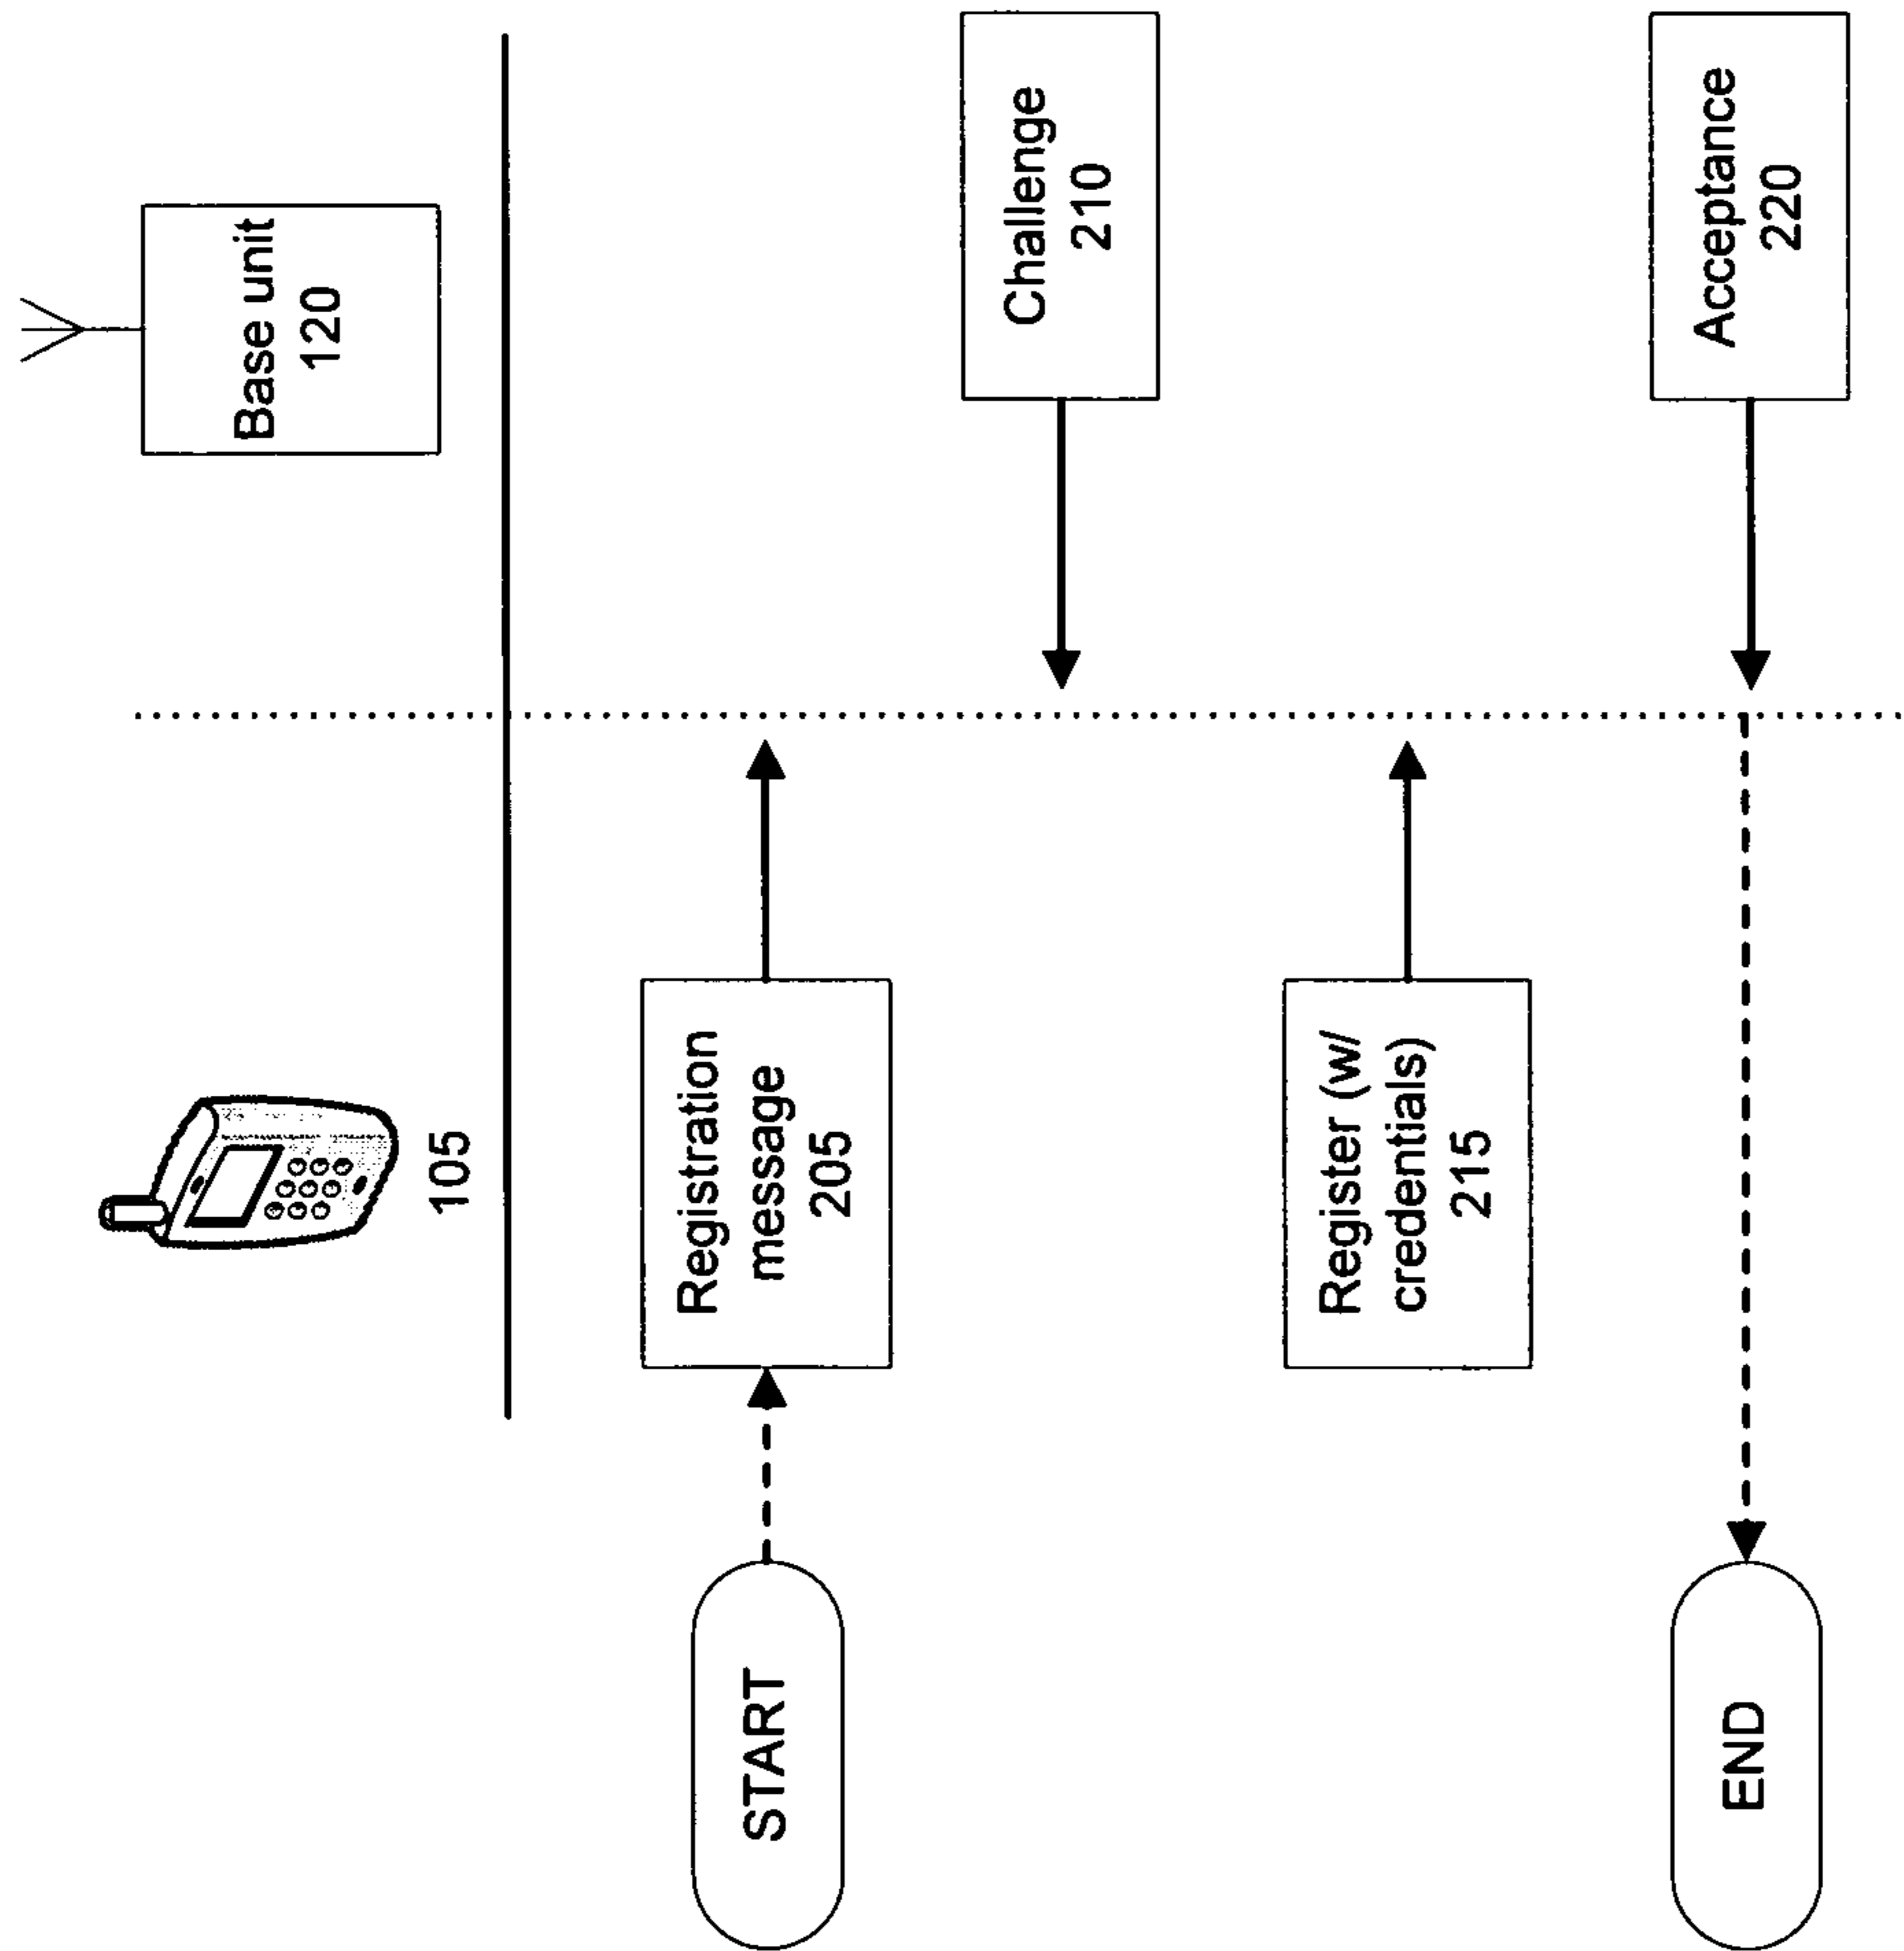 105
Base unit
120
START
Registration
message
205
Challenge
210
Register (w/
credentials)
215
Acceptance
220
END